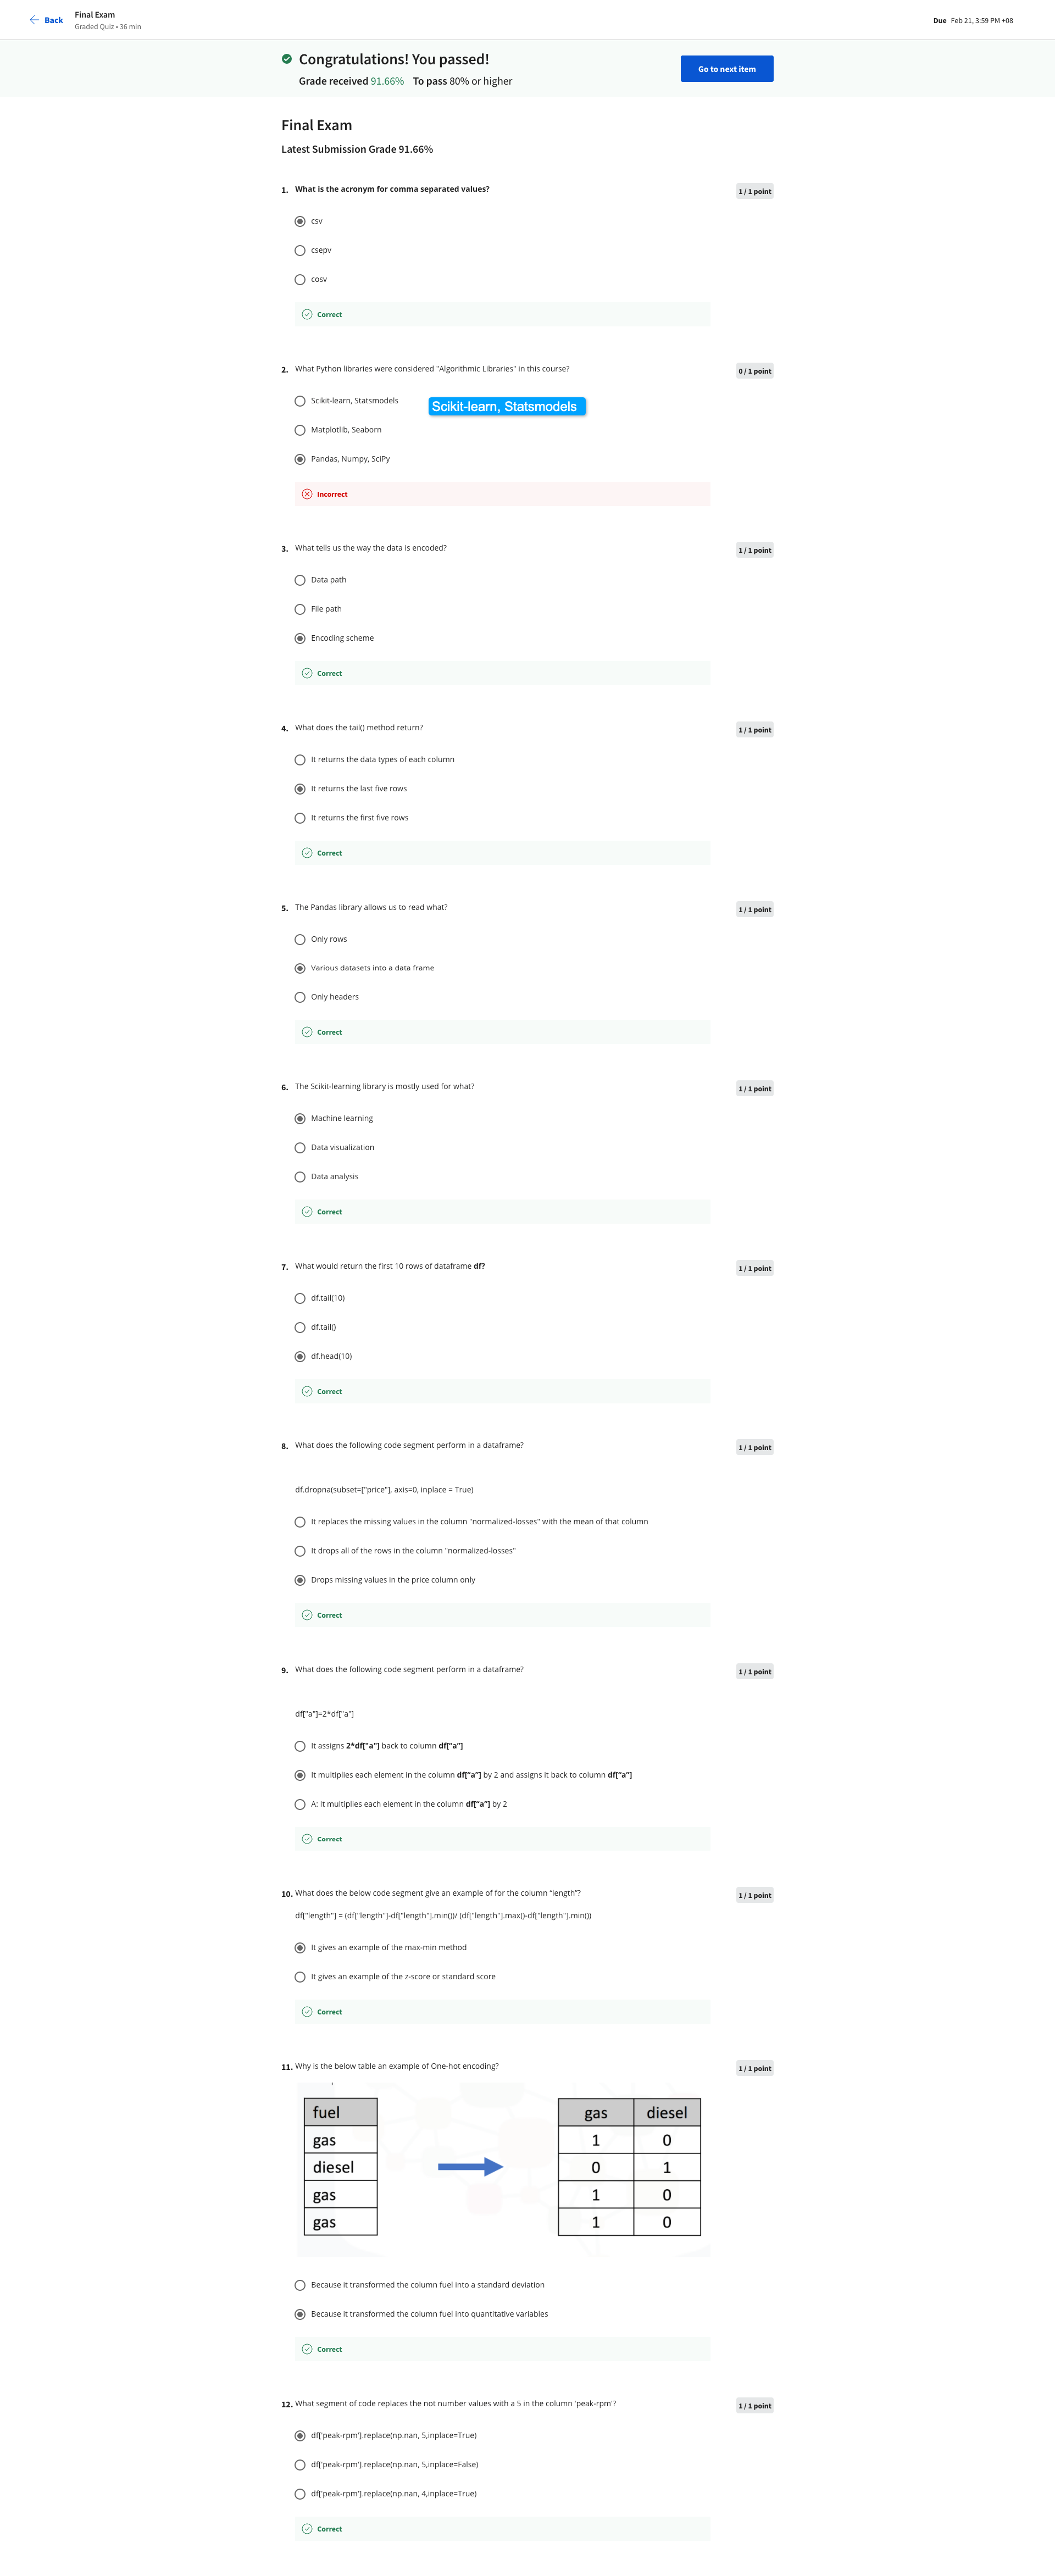 Back
Final Exam
Graded Quiz • 36 min
Due Feb 21, 3:59 PM +08
Congratulations! You passed!
Grade received 91.66% To pass 80% or higher
Go to next item
Final Exam
Latest Submission Grade 91.66%
1. What is the acronym for comma separated values?
1 / 1 point
csv
csepv
cosv
Correct
2. What Python libraries were considered "Algorithmic Libraries" in this course?
0 / 1 point
Scikit-learn, Statsmodels
Scikit-learn, Statsmodels
Matplotlib, Seaborn
Pandas, Numpy, SciPy
Incorrect
3. What tells us the way the data is encoded?
1 / 1 point
Data path
File path
Encoding scheme
Correct
4. What does the tail() method return?
1 / 1 point
It returns the data types of each column
It returns the last five rows
It returns the first five rows
Correct
5. The Pandas library allows us to read what?
1 / 1 point
Only rows
Various datasets into a data frame
Only headers
Correct
6. The Scikit-learning library is mostly used for what?
1 / 1 point
Machine learning
Data visualization
Data analysis
Correct
7. What would return the first 10 rows of dataframe df?
1 / 1 point
df.tail(10)
df.tail()
df.head(10)
Correct
8. What does the following code segment perform in a dataframe?
1 / 1 point
df.dropna(subset=["price"], axis=0, inplace = True)
It replaces the missing values in the column "normalized-losses" with the mean of that column
It drops all of the rows in the column "normalized-losses"
Drops missing values in the price column only
Correct
9. What does the following code segment perform in a dataframe?
1 / 1 point
df["a"]=2*df["a"]
It assigns 2*df["a"] back to column df["a"]
It multiplies each element in the column df["a"] by 2 and assigns it back to column df["a"]
A: It multiplies each element in the column df["a"] by 2
Correct
10. What does the below code segment give an example of for the column “length”?
1 / 1 point
df["length"] = (df["length"]-df["length"].min())/ (df["length"].max()-df["length"].min())
It gives an example of the max-min method
It gives an example of the z-score or standard score
Correct
11. Why is the below table an example of One-hot encoding?
1 / 1 point
fuel gas diesel
gas 1 0
diesel 0 1
gas 1 0
gas 1 0
Because it transformed the column fuel into a standard deviation
Because it transformed the column fuel into quantitative variables
Correct
12. What segment of code replaces the not number values with a 5 in the column 'peak-rpm'?
1 / 1 point
df['peak-rpm'].replace(np.nan, 5,inplace=True)
df['peak-rpm'].replace(np.nan, 5,inplace=False)
df['peak-rpm'].replace(np.nan, 4,inplace=True)
Correct